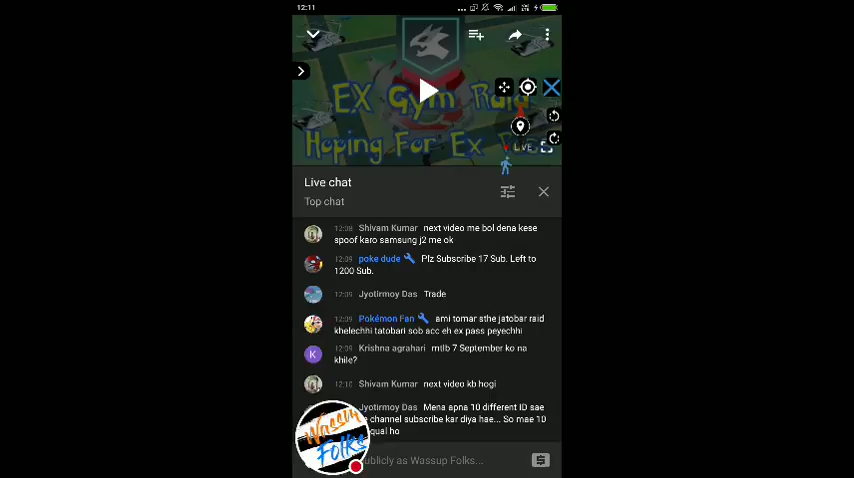 12:11
EX Gym Raid
Hoping For Ex
LIVE
Live chat
Top chat
12:08 Shivam Kumar next video me bol dena kese
spoof karo samsung j2 me ok
12:09 poke dude Plz Subscribe 17 Sub. Left to
1200 Sub.
12:09 Jyotirmoy Das Trade
12:09 Pokémon Fan ami tomar sthe jatobar raid
khelechhi tatobari sob acc eh ex pass peyechhi
12:09 Krishna agrahari mtlb 7 September ko na
khile?
12:10 Shivam Kumar next video kb hogi
Jyotirmoy Das Mena apna 10 different ID sae
channel subscribe kar diya hae... So mae 10
qual ho
Wassup
Folks
ublicly as Wassup Folks...